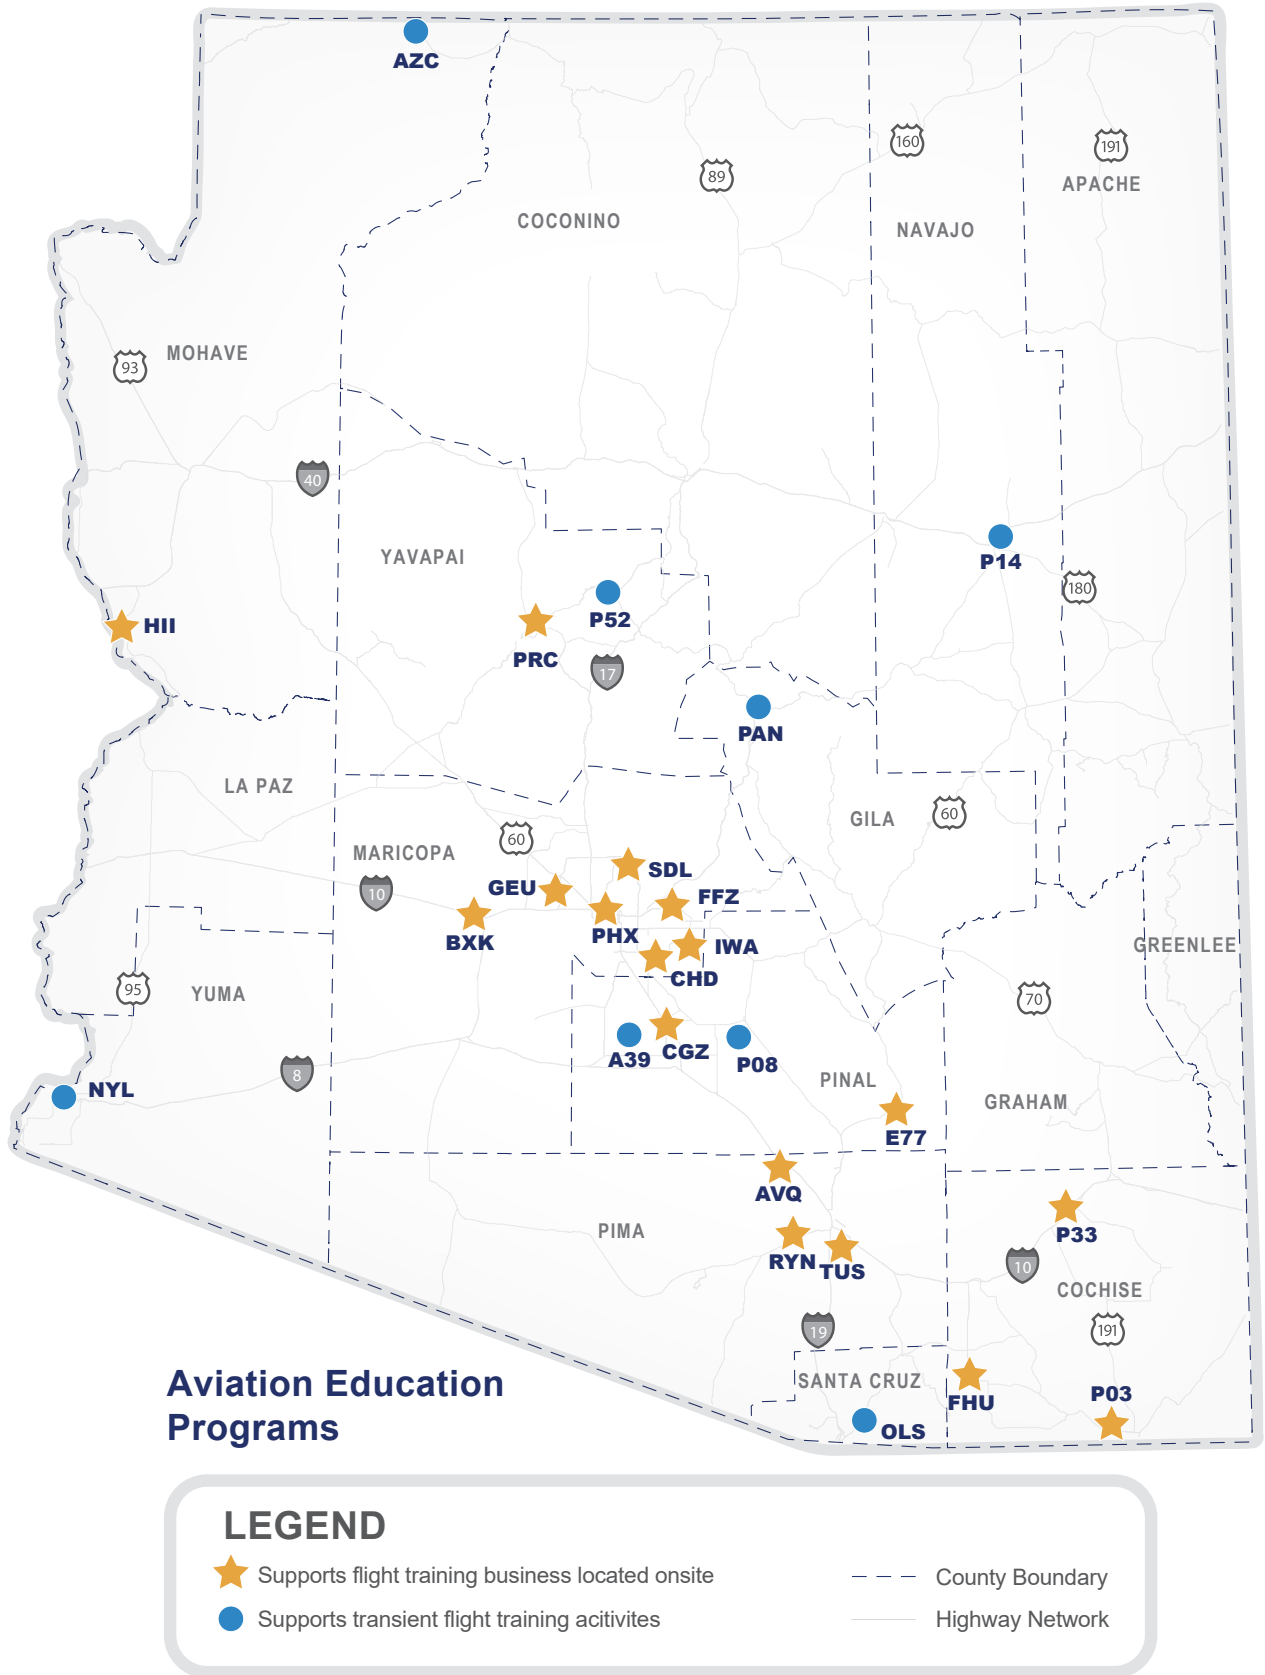 AZC
160
191
89
APACHE
COCONINO
NAVAJO
MOHAVE
93
40
YAVAPAI
P14
180
P52
HII
PRC
17
PAN
LA PAZ
GILA
60
60
MARICOPA
SDL
10
GEU
FFZ
PHX
BXK
IWA
GREENLEE
CHD
95
YUMA
70
CGZ
A39
P08
8
PINAL
NYL
GRAHAM
E77
AVQ
PIMA
P33
RYN
TUS
10
COCHISE
19
191
SANTA CRUZ
Aviation Education
Programs
P03
FHU
OLS
LEGEND
Supports flight training business located onsite
County Boundary
Supports transient flight training acitivites
Highway Network